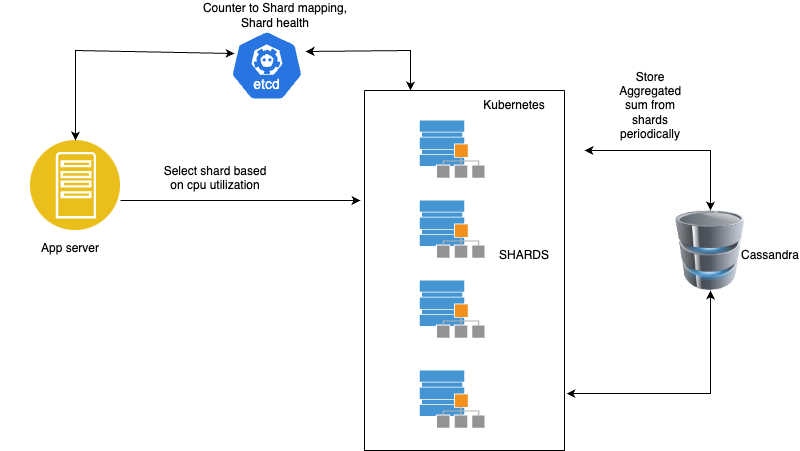 Counter to Shard mapping,
Shard health
etcd
Kubernetes
Store
Aggregated
sum from
shards
periodically
Select shard based
on cpu utilization
App server
SHARDS
Cassandra